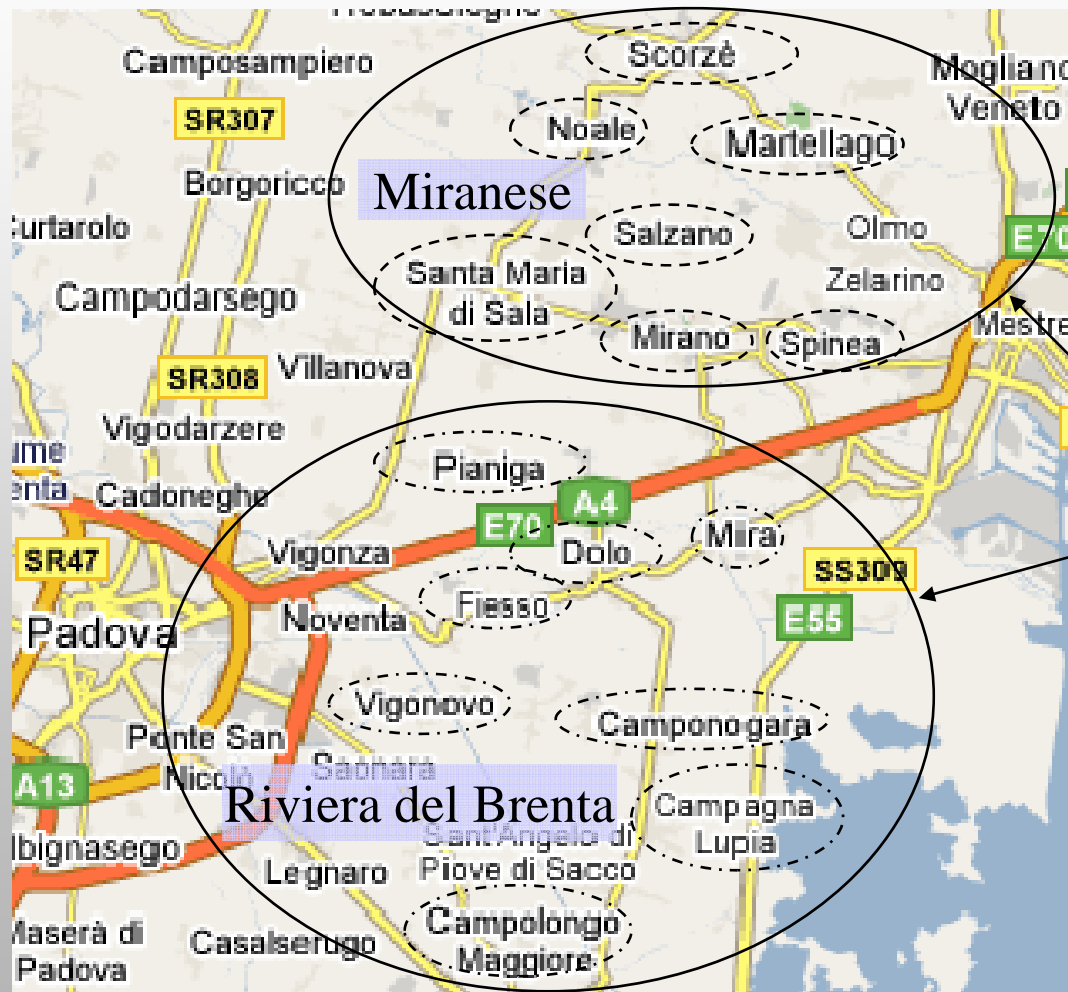 Camposampiero
Scorzè
Mogliano
Veneto
SR307
Noale
Martellago
Borgoricco
Miranese
Curtarolo
Salzano
Olmo
E70
Santa Maria
di Sala
Zelarino
Campodarsego
Mirano
Spinea
Mestre
Villanova
SR308
Vigodarzere
Pianiga
Cadoneghe
A4
E70
Mira
SR47
Vigonza
Dolo
SS309
Fiesso
Noventa
E55
Padova
Vigonovo
Camponogara
Ponte San
Nicolò
Saonara
A13
Riviera del Brenta
Campagna
Lupia
lbignasego
Sant'Angelo di
Piove di Sacco
Legnaro
Campolongo
Maggiore
Maserà di
Padova
Casalserugo